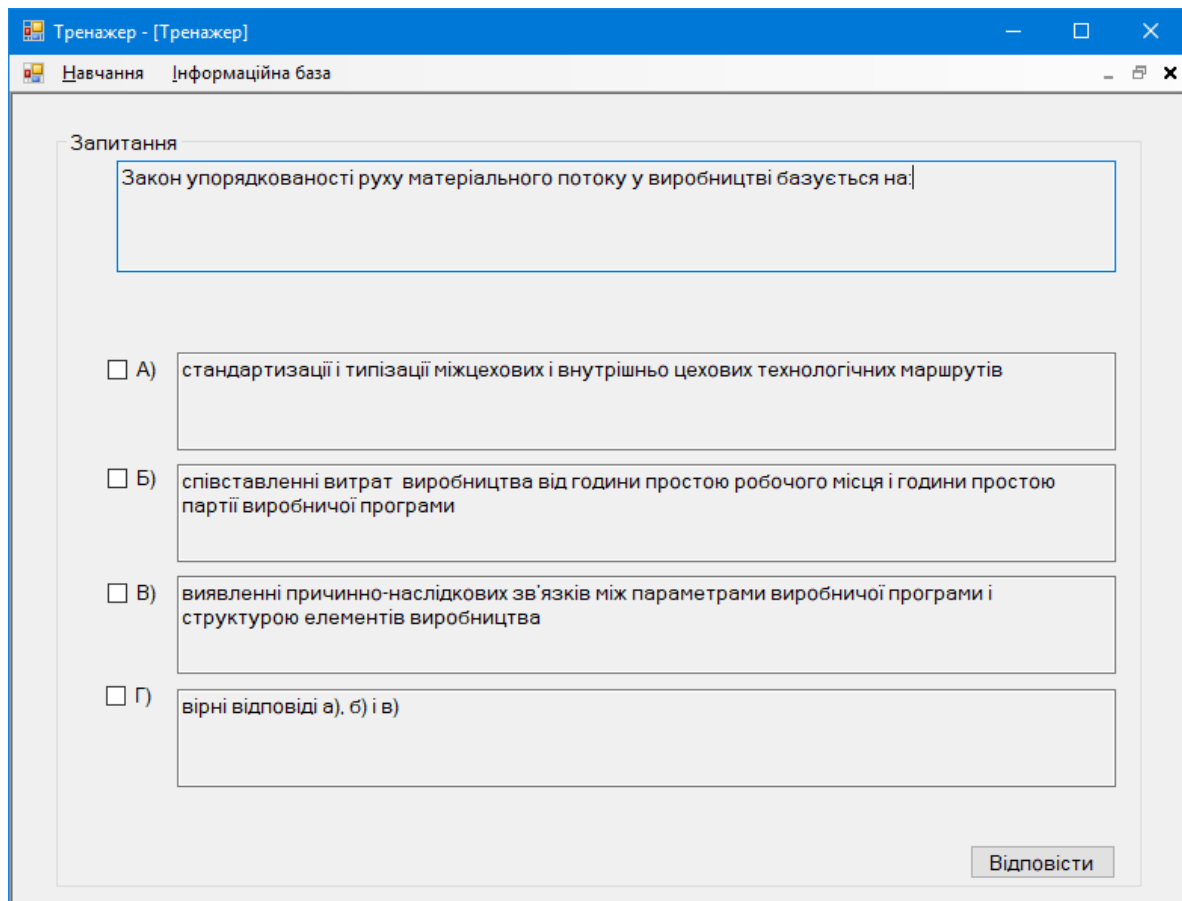 Тренажер - [Тренажер]
Навчання Інформаційна база
Запитання
Закон упорядкованості руху матеріального потоку у виробництві базується на:
А) стандартизації і типізації міжцехових і внутрішньо цехових технологічних маршрутів
Б) співставленні витрат  виробництва від години простою робочого місця і години простою
партії виробничої програми
В) виявленні причинно-наслідкових зв'язків між параметрами виробничої програми і
структурою елементів виробництва
Г) вірні відповіді а), б) і в)
Відповісти